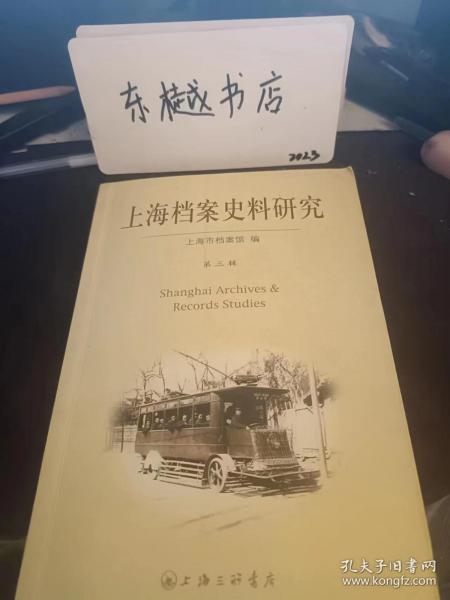 东樾书店
2023
上海档案史料研究
上海市档案馆 编
第三辑
Shanghai Archives &
Records Studies
上海三联书店
孔夫子旧书网
www.kongfz.com